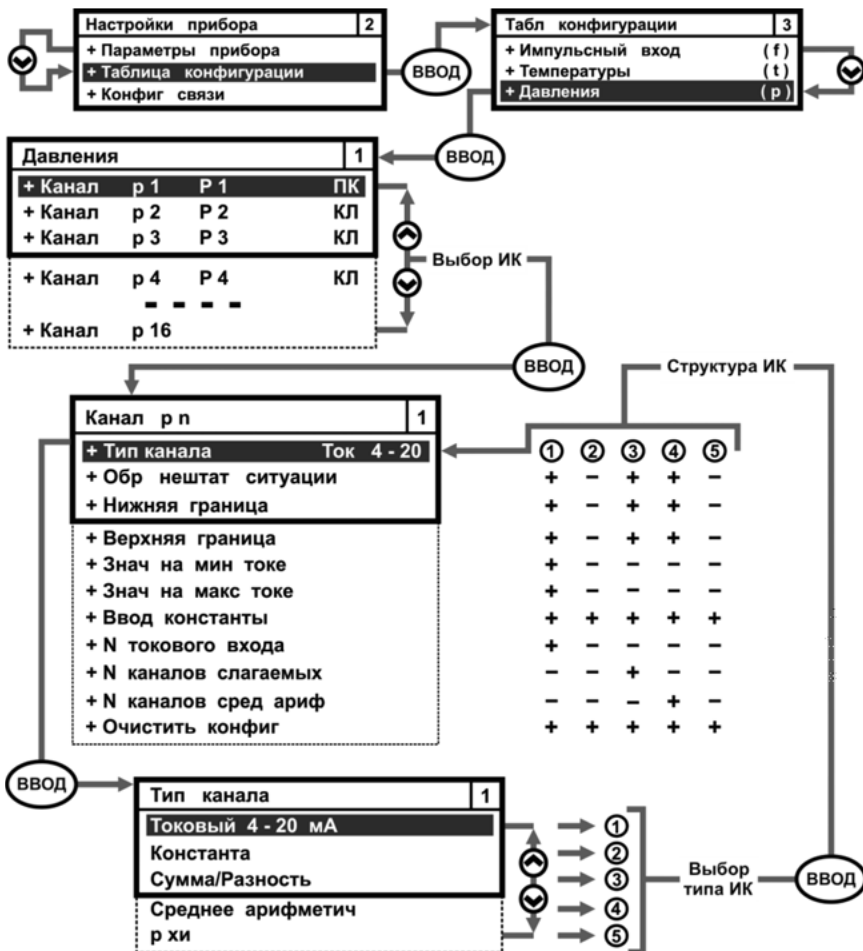 Настройки прибора 2
+ Параметры прибора
+ Таблица конфигурации
+ Конфиг связи
ВВОД
Табл конфигурации 3
+ Импульсный вход ( f )
+ Температуры ( t )
+ Давления ( p )
ВВОД
Давления 1
+ Канал p 1 P 1 ПК
+ Канал p 2 P 2 КЛ
+ Канал p 3 P 3 КЛ
+ Канал p 4 P 4 КЛ
- - - -
+ Канал p 16
Выбор ИК
ВВОД
Структура ИК
Канал p n 1
+ Тип канала Ток 4 - 20
+ Обр нештат ситуации
+ Нижняя граница
+ Верхняя граница
+ Знач на мин токе
+ Знач на макс токе
+ Ввод константы
+ N токового входа
+ N каналов слагаемых
+ N каналов сред ариф
+ Очистить конфиг
1 2 3 4 5
+ – + + –
+ – + + –
+ – + + –
+ – – – –
+ – – – –
+ + + + +
+ – – – –
– – + – –
– – – + –
+ + + + +
ВВОД
Тип канала 1
Токовый 4 - 20 мА
Константа
Сумма/Разность
Среднее арифметич
р хи
1
2
3
4
5
Выбор
типа ИК
ВВОД